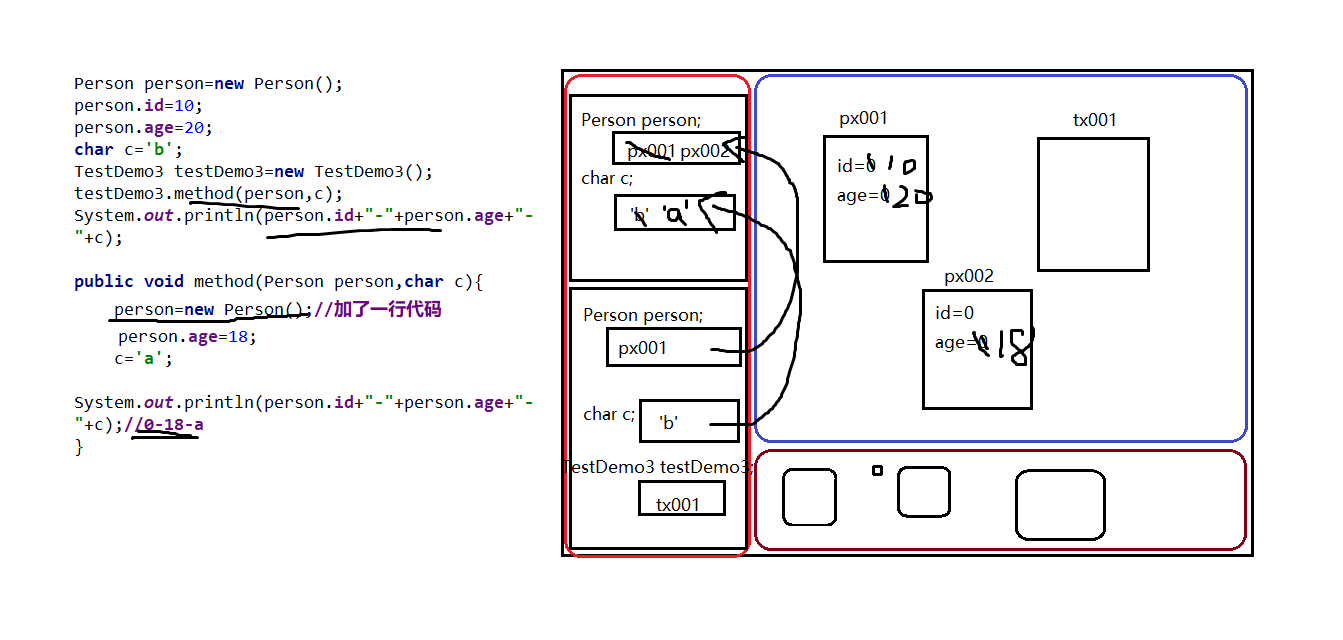 Person person=new Person();
person.id=10;
person.age=20;
char c='b';
TestDemo3 testDemo3=new TestDemo3();
testDemo3.method(person,c);
System.out.println(person.id+"-"+person.age+"-
"+c);
public void method(Person person,char c){
person=new Person();//加了一行代码
person.age=18;
c='a';
System.out.println(person.id+"-"+person.age+"-
"+c);//0-18-a
}
Person person;
px001 px002
char c;
'b' 'a'
Person person;
px001
char c;
'b'
TestDemo3 testDemo3;
tx001
px001
id=0 10
age=0 20
tx001
px002
id=0
age=0 18